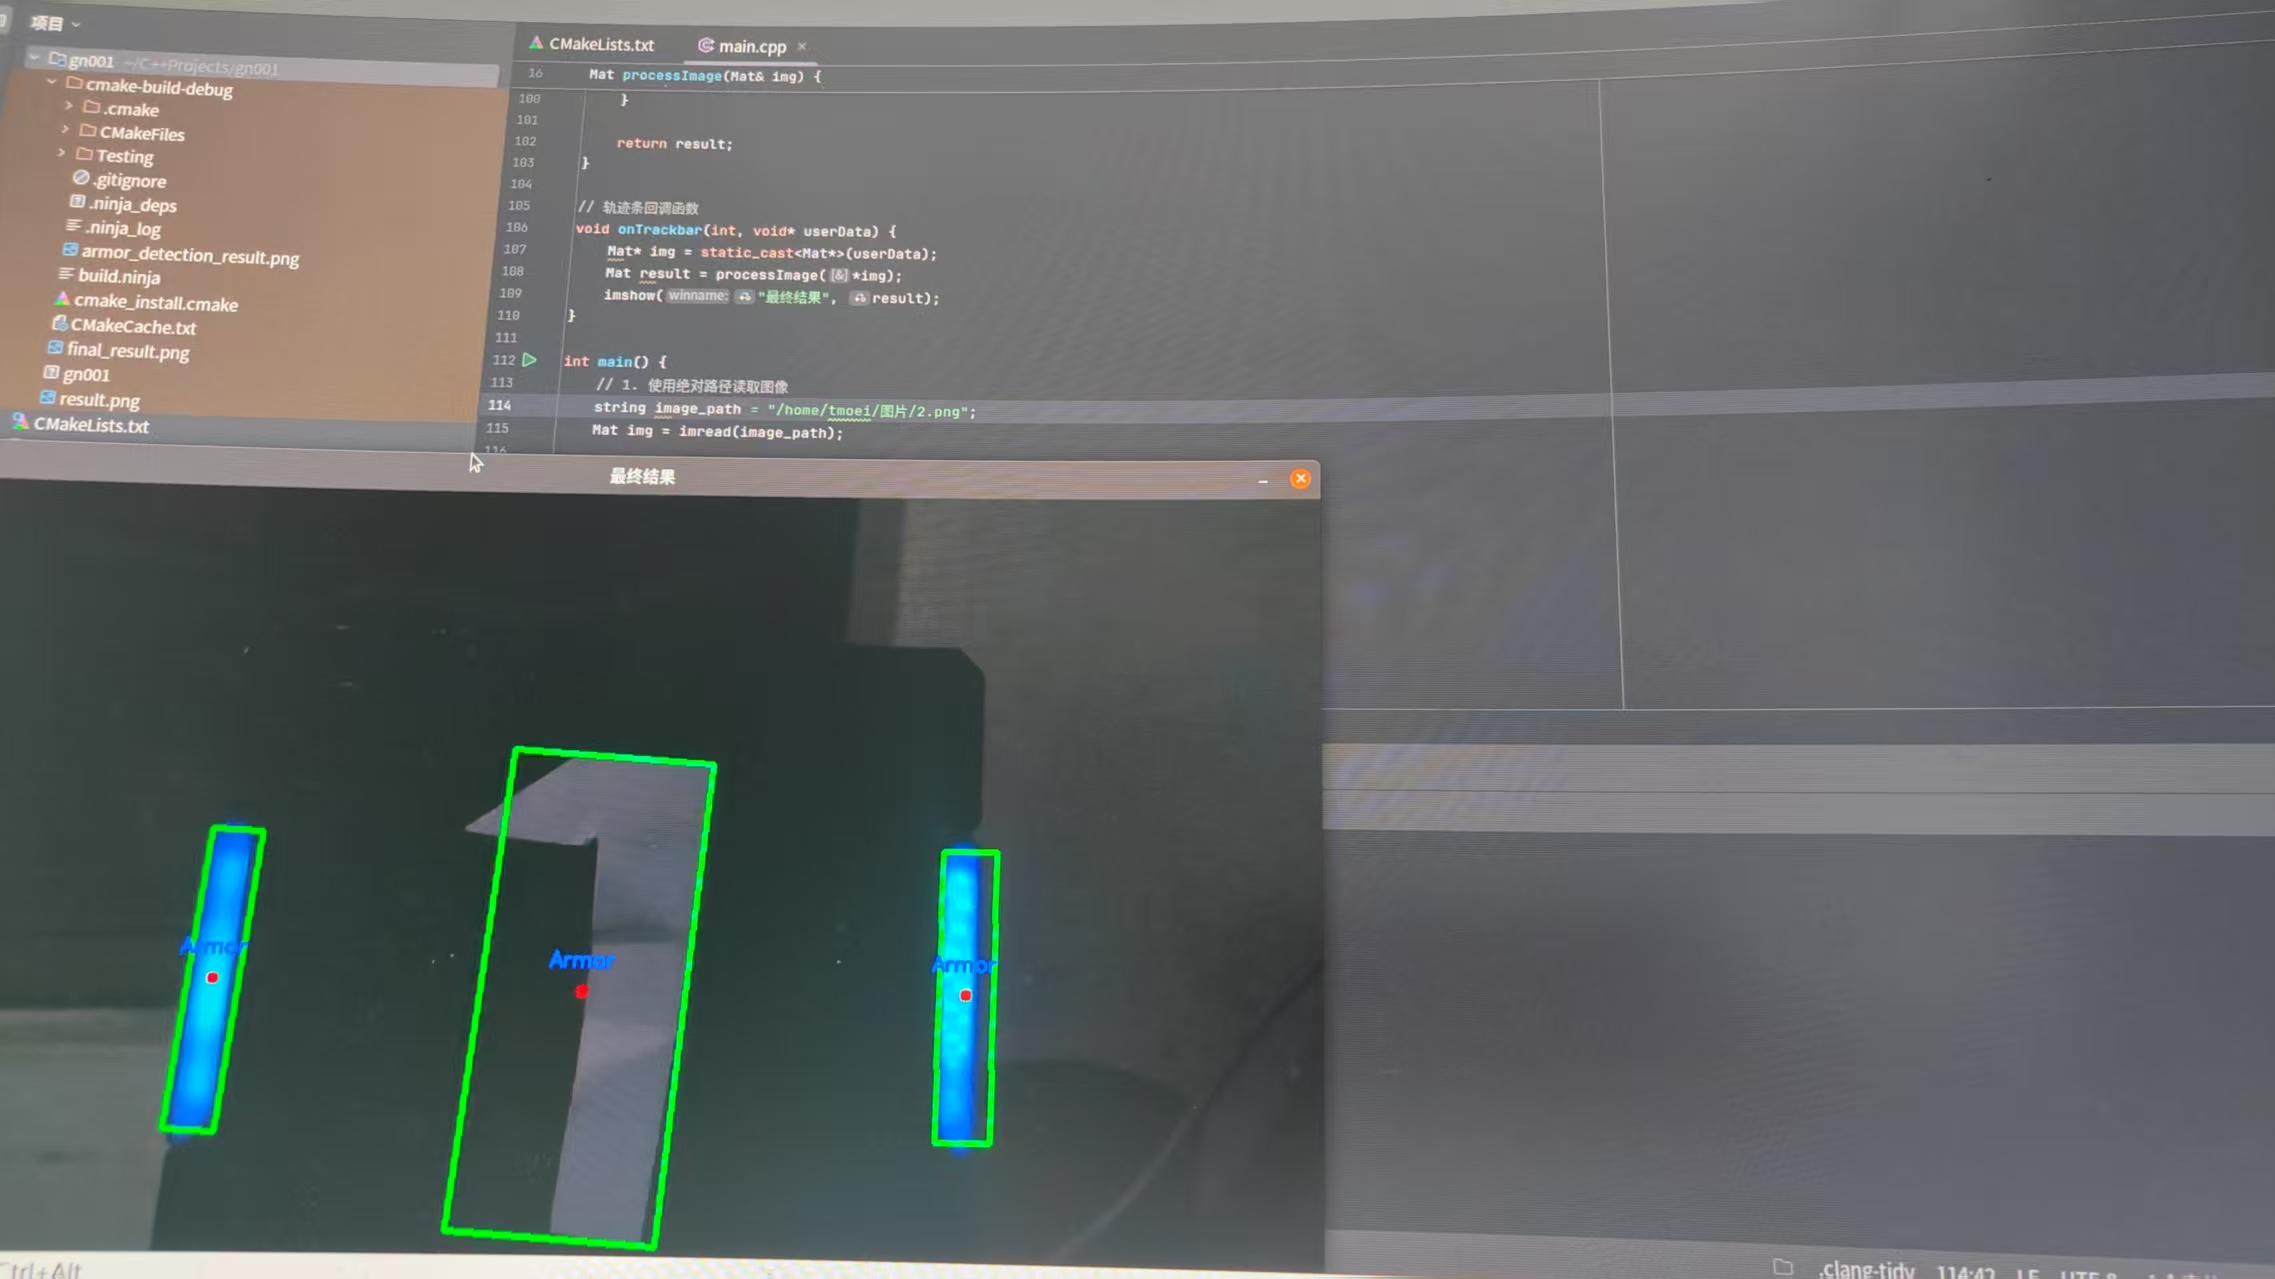 项目
gn001 ~/C++Projects/gn001
cmake-build-debug
.cmake
CMakeFiles
Testing
.gitignore
.ninja_deps
.ninja_log
armor_detection_result.png
build.ninja
cmake_install.cmake
CMakeCache.txt
final_result.png
gn001
result.png
CMakeLists.txt
CMakeLists.txt main.cpp ×
16 Mat processImage(Mat& img) {
100 }
101
102 return result;
103 }
104
105 // 轨迹条回调函数
106 void onTrackbar(int, void* userData) {
107 Mat* img = static_cast<Mat*>(userData);
108 Mat result = processImage([&]*img);
109 imshow(winname: "最终结果", result);
110 }
111
112 int main() {
113 // 1. 使用绝对路径读取图像
114 string image_path = "/home/tmoei/图片/2.png";
115 Mat img = imread(image_path);
116
最终结果
1
Armor
Armor
Armor
.clang-tidy 114:42 LF UTF-8